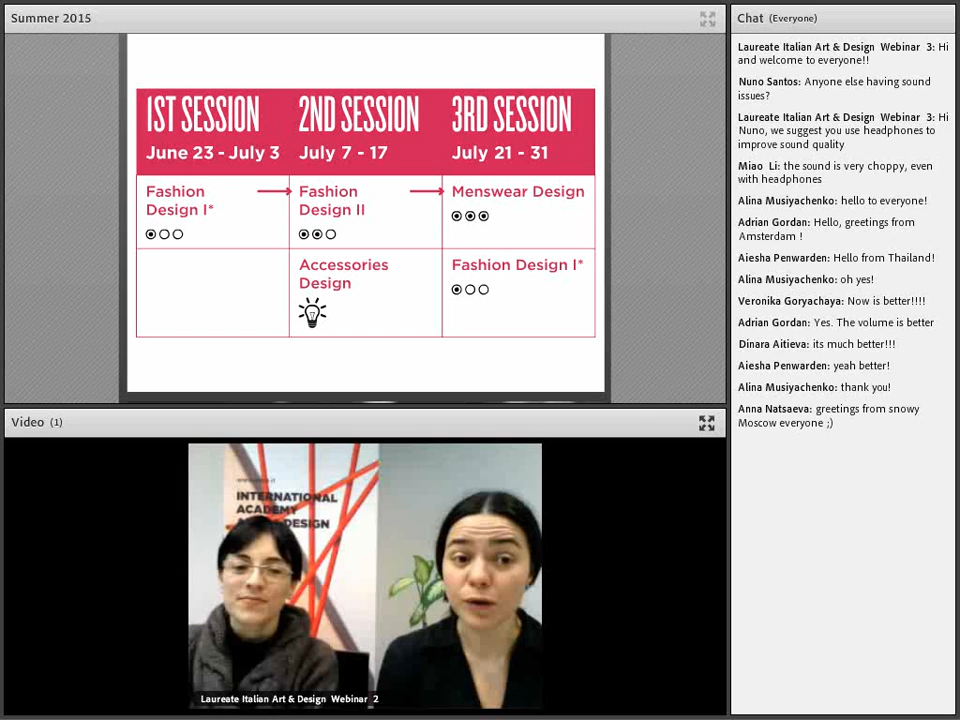 Summer 2015
1ST SESSION
June 23 - July 3
2ND SESSION
July 7 - 17
3RD SESSION
July 21 - 31
Fashion
Design I*
Fashion
Design II
Menswear Design
Accessories
Design
Fashion Design I*
Video (1)
INTERNATIONAL
ACADEMY
DESIGN
Laureate Italian Art & Design Webinar 2
Chat (Everyone)
Laureate Italian Art & Design Webinar 3: Hi
and welcome to everyone!!
Nuno Santos: Anyone else having sound
issues?
Laureate Italian Art & Design Webinar 3: Hi
Nuno, we suggest you use headphones to
improve sound quality
Miao Li: the sound is very choppy, even
with headphones
Alina Musiyachenko: hello to everyone!
Adrian Gordan: Hello, greetings from
Amsterdam !
Aiesha Penwarden: Hello from Thailand!
Alina Musiyachenko: oh yes!
Veronika Goryachaya: Now is better!!!!
Adrian Gordan: Yes. The volume is better
Dinara Aitieva: its much better!!!
Aiesha Penwarden: yeah better!
Alina Musiyachenko: thank you!
Anna Natsaeva: greetings from snowy
Moscow everyone ;)